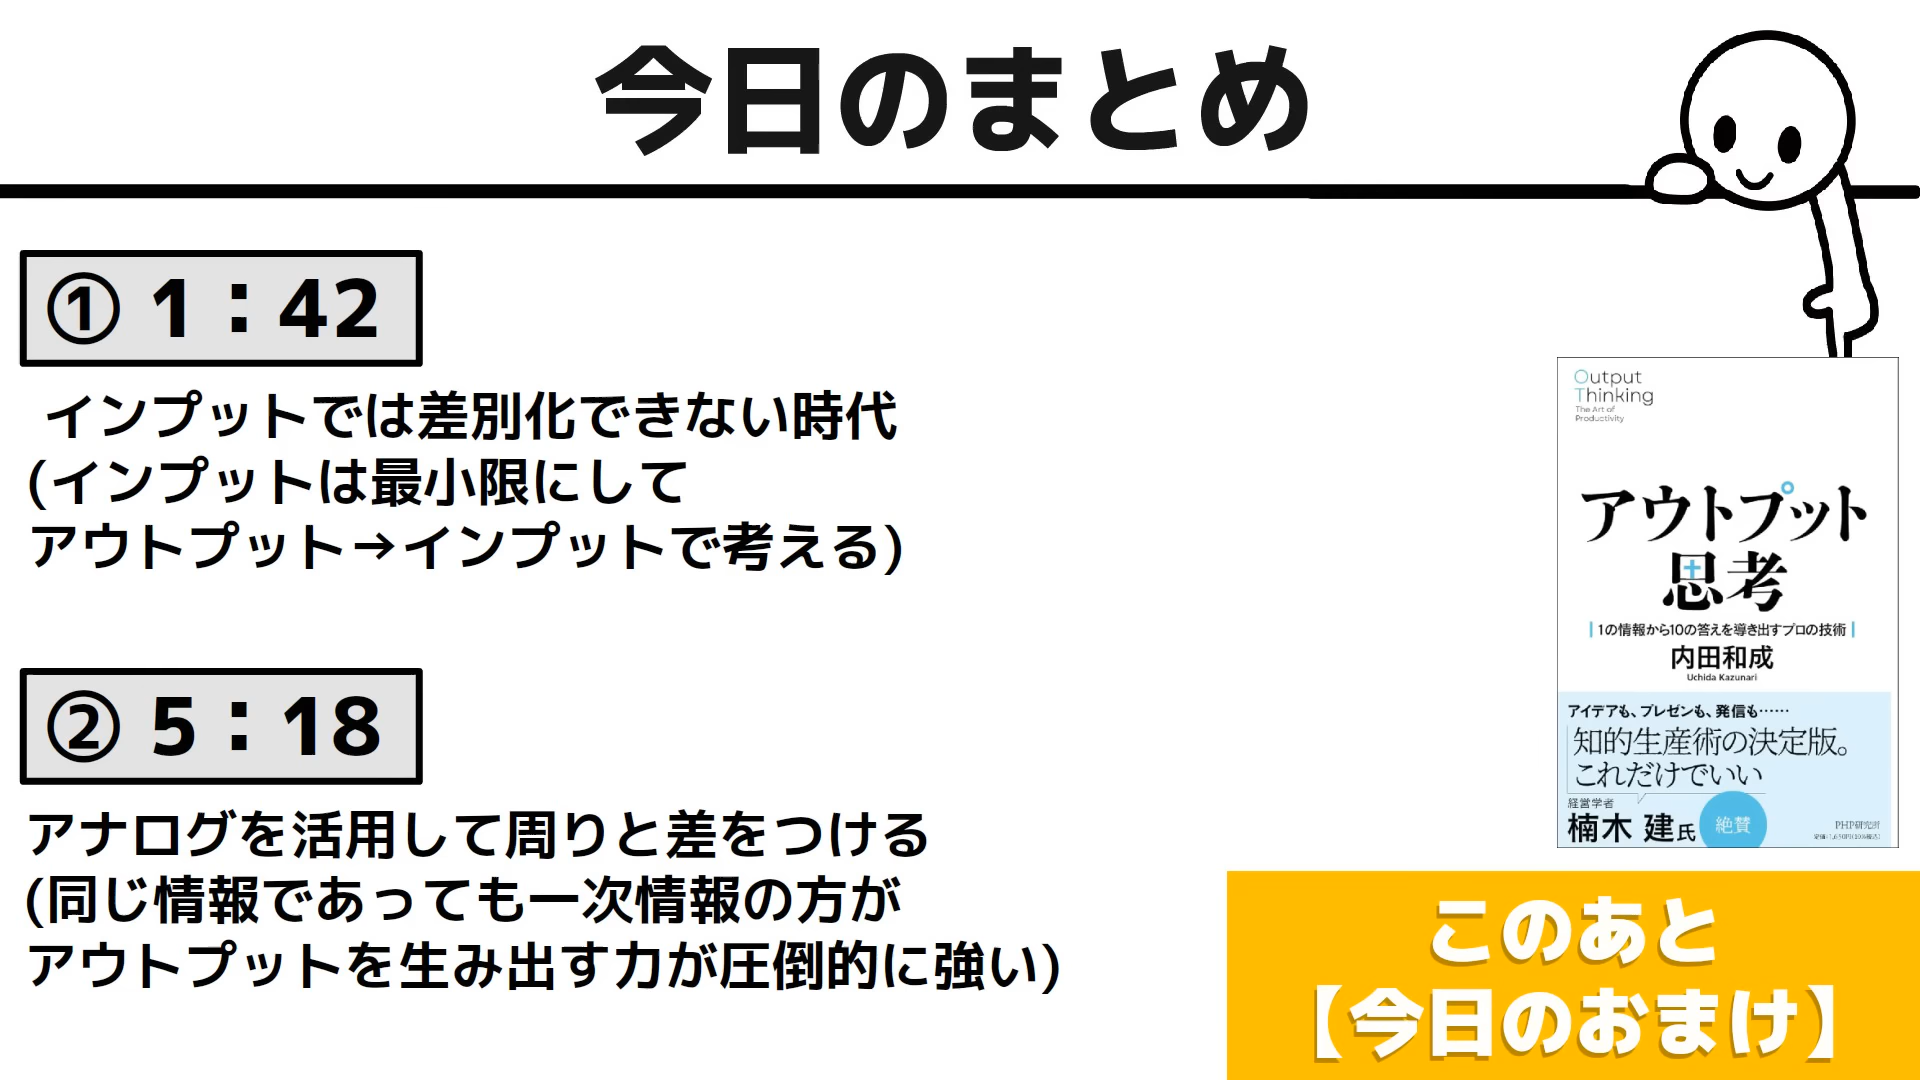 今日のまとめ
① 1：42
インプットでは差別化できない時代
(インプットは最小限にして
アウトプット→インプットで考える)
② 5：18
アナログを活用して周りと差をつける
(同じ情報であっても一次情報の方が
アウトプットを生み出す力が圧倒的に強い)
Output
Thinking
The Art of
Productivity
アウトプット
思考
1の情報から10の答えを導き出すプロの技術
内田和成
Uchida Kazunari
アイデアも、プレゼンも、発信も……
知的生産術の決定版。
これだけでいい
経営学者
楠木 建氏
絶賛
PHP研究所
このあと
【今日のおまけ】